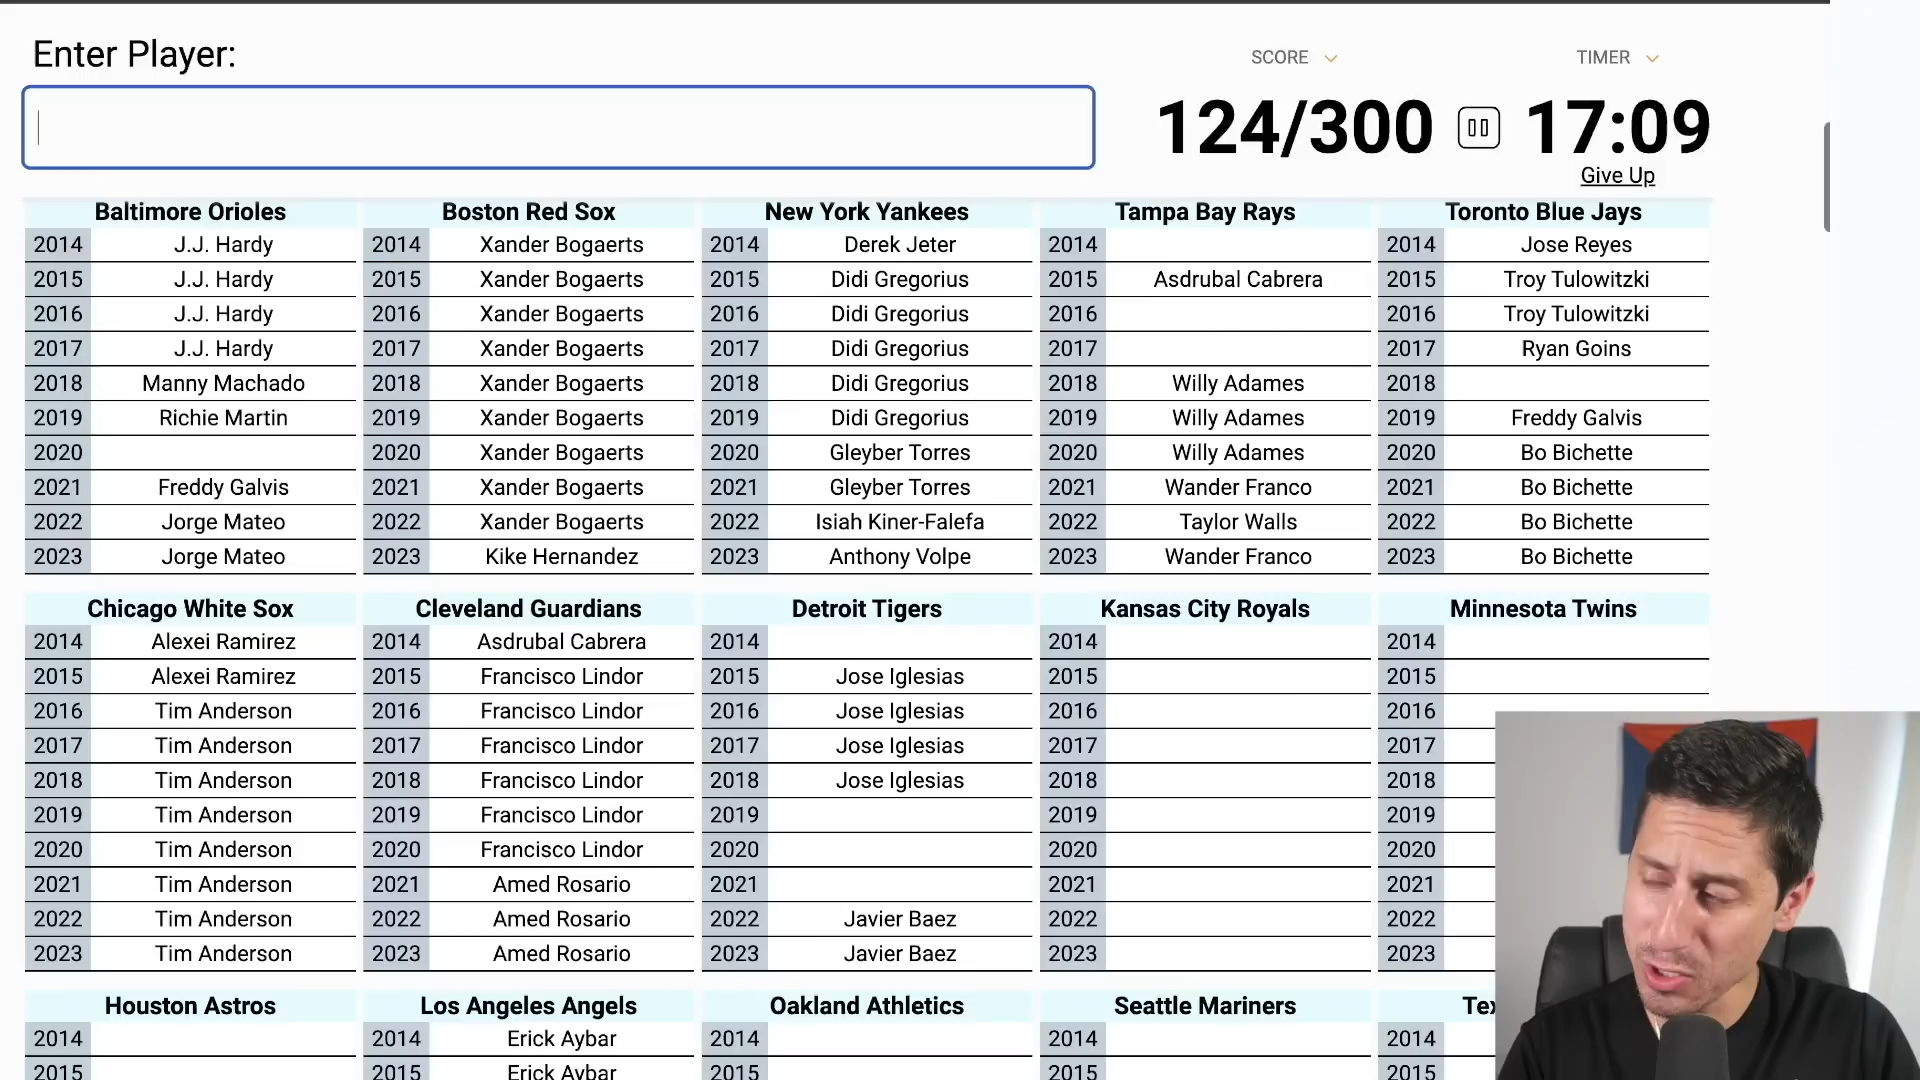 Enter Player:
SCORE
TIMER
124/300
17:09
Give Up
Baltimore Orioles Boston Red Sox New York Yankees Tampa Bay Rays Toronto Blue Jays
2014 J.J. Hardy 2014 Xander Bogaerts 2014 Derek Jeter 2014 2014 Jose Reyes
2015 J.J. Hardy 2015 Xander Bogaerts 2015 Didi Gregorius 2015 Asdrubal Cabrera 2015 Troy Tulowitzki
2016 J.J. Hardy 2016 Xander Bogaerts 2016 Didi Gregorius 2016 2016 Troy Tulowitzki
2017 J.J. Hardy 2017 Xander Bogaerts 2017 Didi Gregorius 2017 2017 Ryan Goins
2018 Manny Machado 2018 Xander Bogaerts 2018 Didi Gregorius 2018 Willy Adames 2018
2019 Richie Martin 2019 Xander Bogaerts 2019 Didi Gregorius 2019 Willy Adames 2019 Freddy Galvis
2020 2020 Xander Bogaerts 2020 Gleyber Torres 2020 Willy Adames 2020 Bo Bichette
2021 Freddy Galvis 2021 Xander Bogaerts 2021 Gleyber Torres 2021 Wander Franco 2021 Bo Bichette
2022 Jorge Mateo 2022 Xander Bogaerts 2022 Isiah Kiner-Falefa 2022 Taylor Walls 2022 Bo Bichette
2023 Jorge Mateo 2023 Kike Hernandez 2023 Anthony Volpe 2023 Wander Franco 2023 Bo Bichette
Chicago White Sox Cleveland Guardians Detroit Tigers Kansas City Royals Minnesota Twins
2014 Alexei Ramirez 2014 Asdrubal Cabrera 2014 2014 2014
2015 Alexei Ramirez 2015 Francisco Lindor 2015 Jose Iglesias 2015 2015
2016 Tim Anderson 2016 Francisco Lindor 2016 Jose Iglesias 2016 2016
2017 Tim Anderson 2017 Francisco Lindor 2017 Jose Iglesias 2017 2017
2018 Tim Anderson 2018 Francisco Lindor 2018 Jose Iglesias 2018 2018
2019 Tim Anderson 2019 Francisco Lindor 2019 2019 2019
2020 Tim Anderson 2020 Francisco Lindor 2020 2020 2020
2021 Tim Anderson 2021 Amed Rosario 2021 2021 2021
2022 Tim Anderson 2022 Amed Rosario 2022 Javier Baez 2022 2022
2023 Tim Anderson 2023 Amed Rosario 2023 Javier Baez 2023 2023
Houston Astros Los Angeles Angels Oakland Athletics Seattle Mariners Tex
2014 2014 Erick Aybar 2014 2014 2014
2015 2015 Erick Aybar 2015 2015 2015